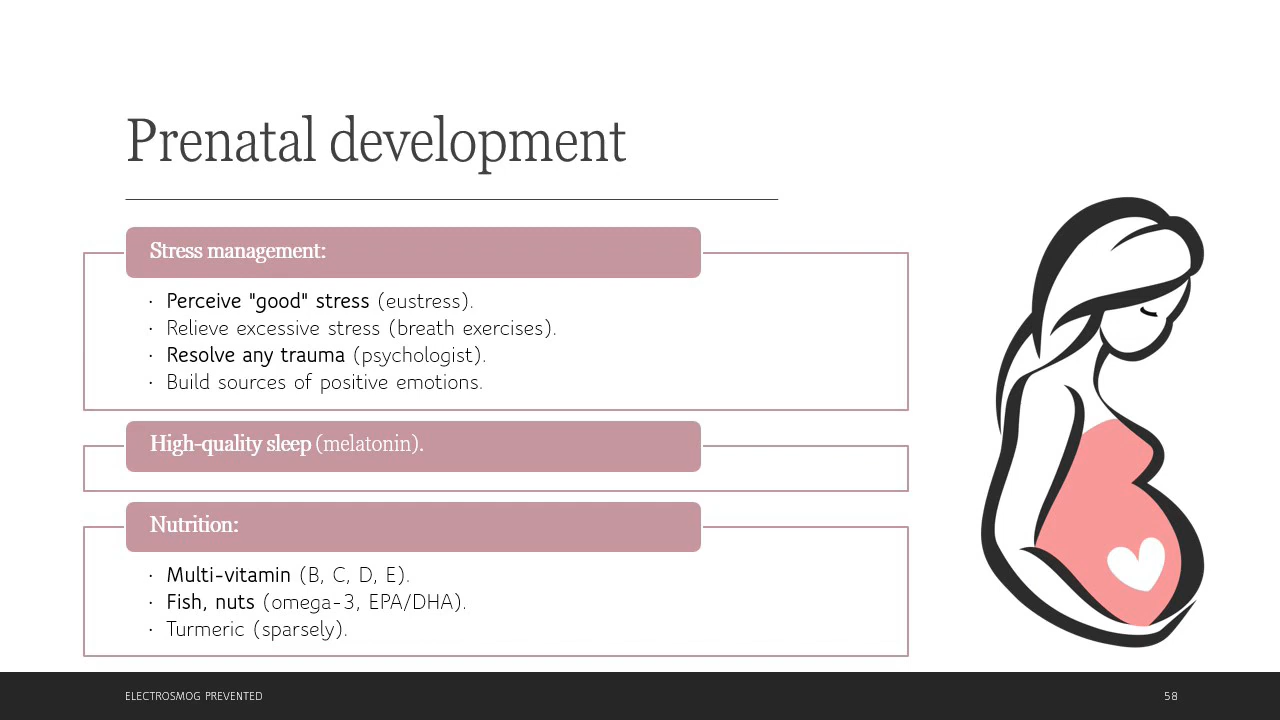 Prenatal development
Stress management:
· Perceive "good" stress (eustress).
· Relieve excessive stress (breath exercises).
· Resolve any trauma (psychologist).
· Build sources of positive emotions.
High-quality sleep (melatonin).
Nutrition:
· Multi-vitamin (B, C, D, E).
· Fish, nuts (omega-3, EPA/DHA).
· Turmeric (sparsely).
ELECTROSMOG PREVENTED
58